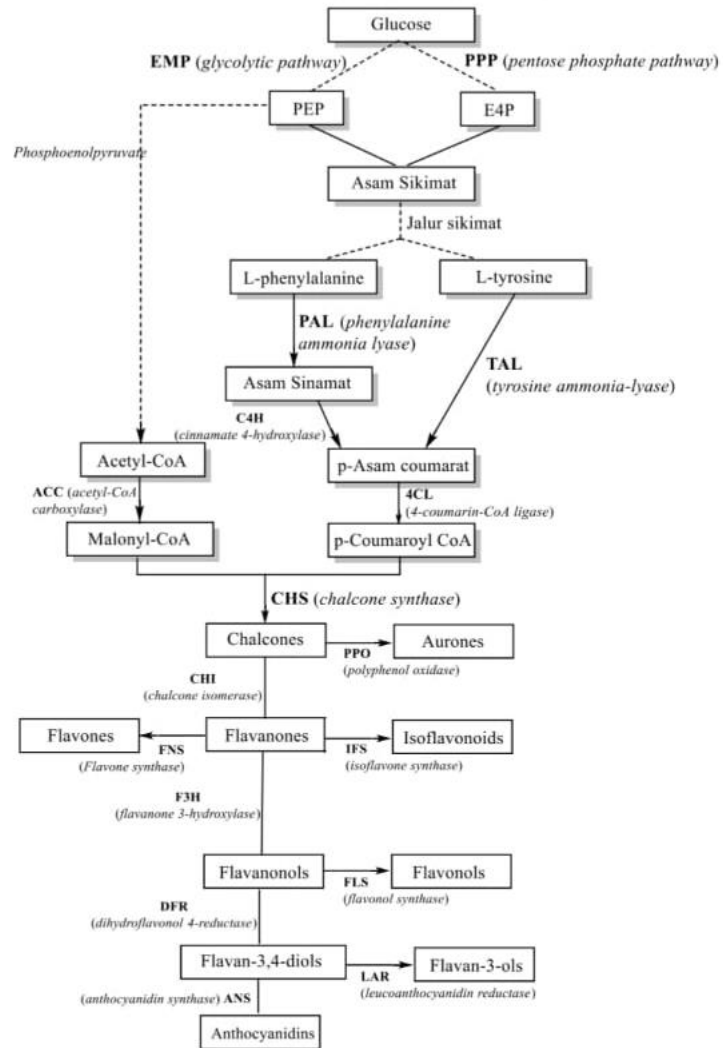 Glucose
EMP (glycolytic pathway)
PPP (pentose phosphate pathway)
PEP
E4P
Phosphoenolpyruvate
Asam Sikimat
Jalur sikimat
L-phenylalanine
L-tyrosine
PAL (phenylalanine
ammonia lyase)
TAL
(tyrosine ammonia-lyase)
Asam Sinamat
C4H
(cinnamate 4-hydroxylase)
Acetyl-CoA
p-Asam coumarat
ACC (acetyl-CoA
carboxylase)
4CL
(4-coumarin-CoA ligase)
Malonyl-CoA
p-Coumaroyl CoA
CHS (chalcone synthase)
Chalcones
Aurones
PPO
(polyphenol oxidase)
CHI
(chalcone isomerase)
Flavones
Flavanones
Isoflavonoids
FNS
(Flavone synthase)
IFS
(isoflavone synthase)
F3H
(flavanone 3-hydroxylase)
Flavanonols
Flavonols
FLS
(flavonol synthase)
DFR
(dihydroflavonol 4-reductase)
Flavan-3,4-diols
Flavan-3-ols
LAR
(leucoanthocyanidin reductase)
(anthocyanidin synthase) ANS
Anthocyanidins